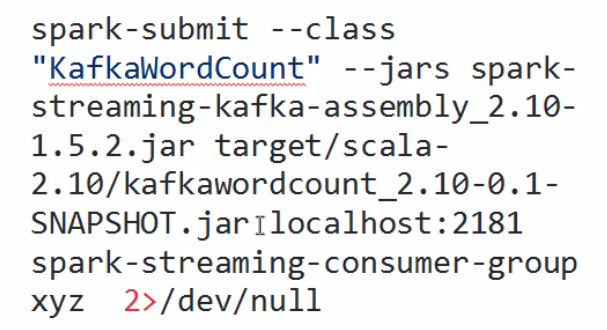 spark-submit --class
"KafkaWordCount" --jars spark-
streaming-kafka-assembly_2.10-
1.5.2.jar target/scala-
2.10/kafkawordcount_2.10-0.1-
SNAPSHOT.jar localhost:2181
spark-streaming-consumer-group
xyz  2>/dev/null